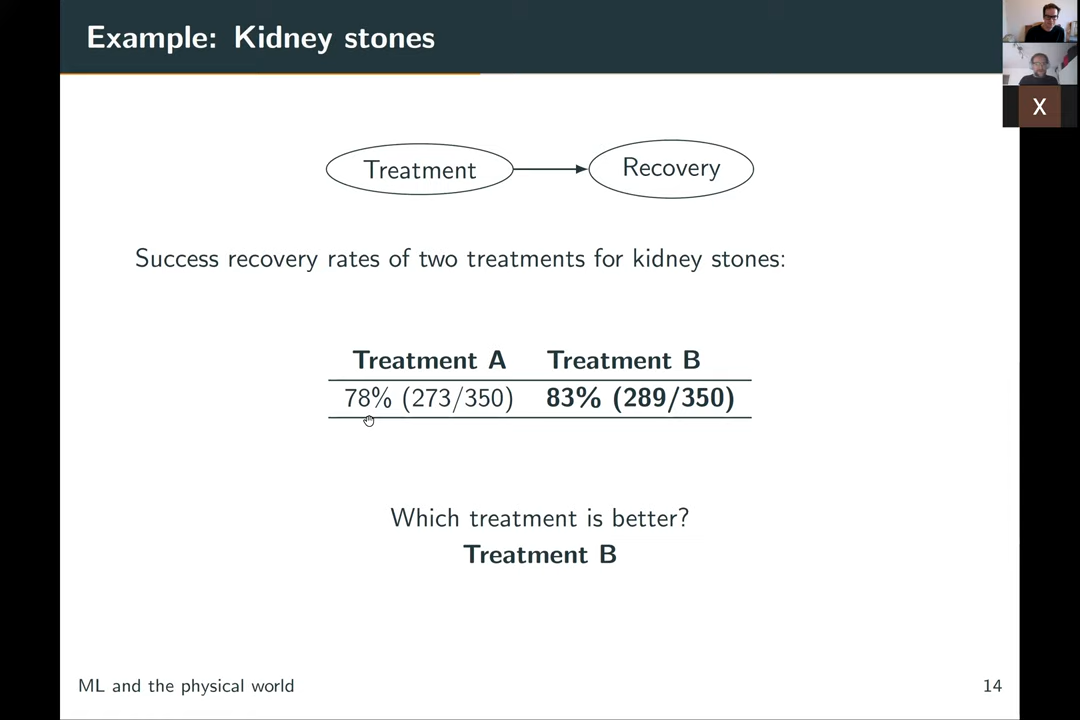 Example: Kidney stones
X
Treatment
Recovery
Success recovery rates of two treatments for kidney stones:
Treatment A Treatment B
78% (273/350) 83% (289/350)
Which treatment is better?
Treatment B
ML and the physical world
14